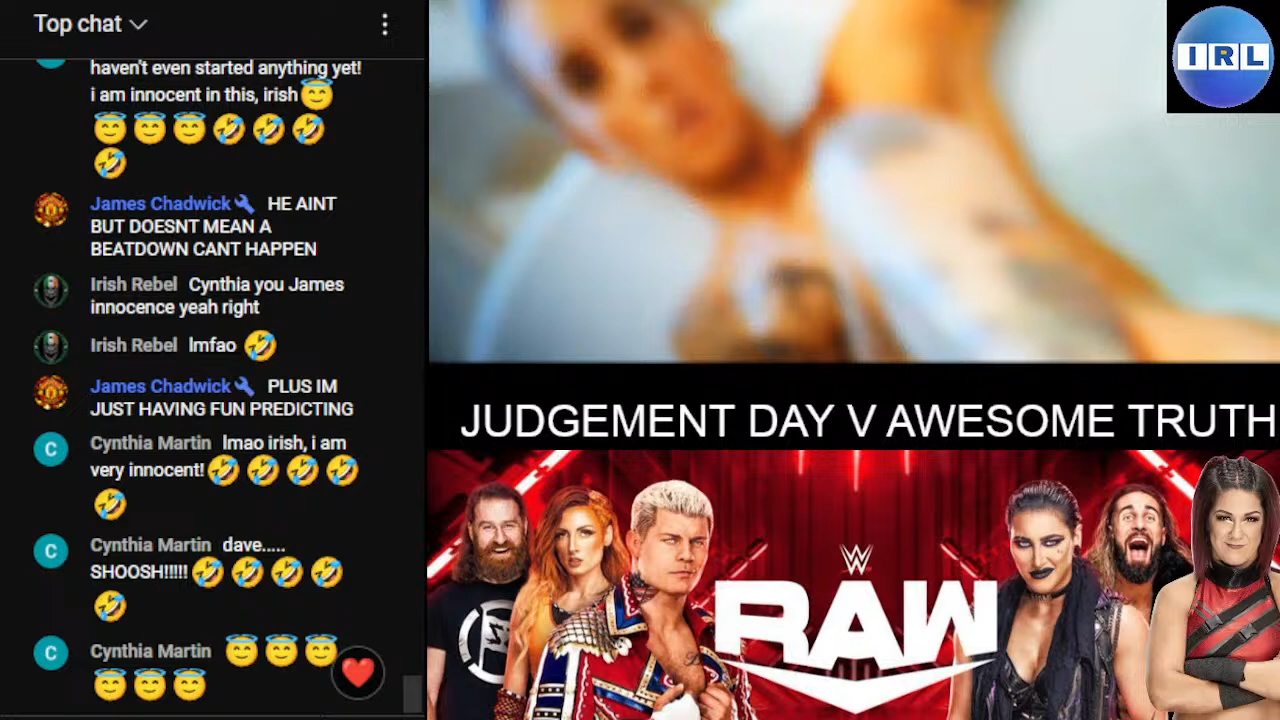 Top chat
haven't even started anything yet!
i am innocent in this, irish😇
😇😇😇🤣🤣🤣
🤣
James Chadwick HE AINT
BUT DOESNT MEAN A
BEATDOWN CANT HAPPEN
Irish Rebel Cynthia you James
innocence yeah right
Irish Rebel lmfao 🤣
James Chadwick PLUS IM
JUST HAVING FUN PREDICTING
C
Cynthia Martin lmao irish, i am
very innocent!🤣🤣🤣🤣
🤣
C
Cynthia Martin dave.....
SHOOSH!!!!!🤣🤣🤣🤣
🤣
C
Cynthia Martin 😇😇😇
😇😇😇
IRL
JUDGEMENT DAY V AWESOME TRUTH
W
RAW